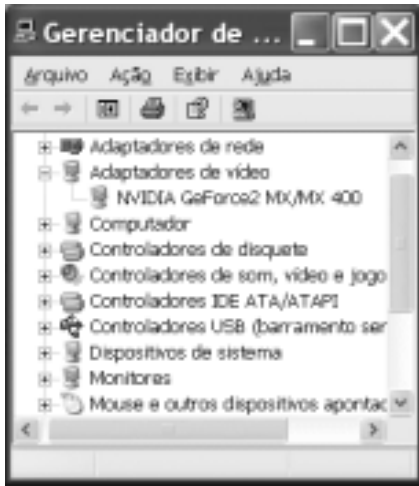 Gerenciador de ...
Arquivo Ação Exibir Ajuda
Adaptadores de rede
Adaptadores de vídeo
NVIDIA GeForce2 MX/MX 400
Computador
Controladores de disquete
Controladores de som, vídeo e jogo
Controladores IDE ATA/ATAPI
Controladores USB (barramento ser
Dispositivos de sistema
Monitores
Mouse e outros dispositivos apontac